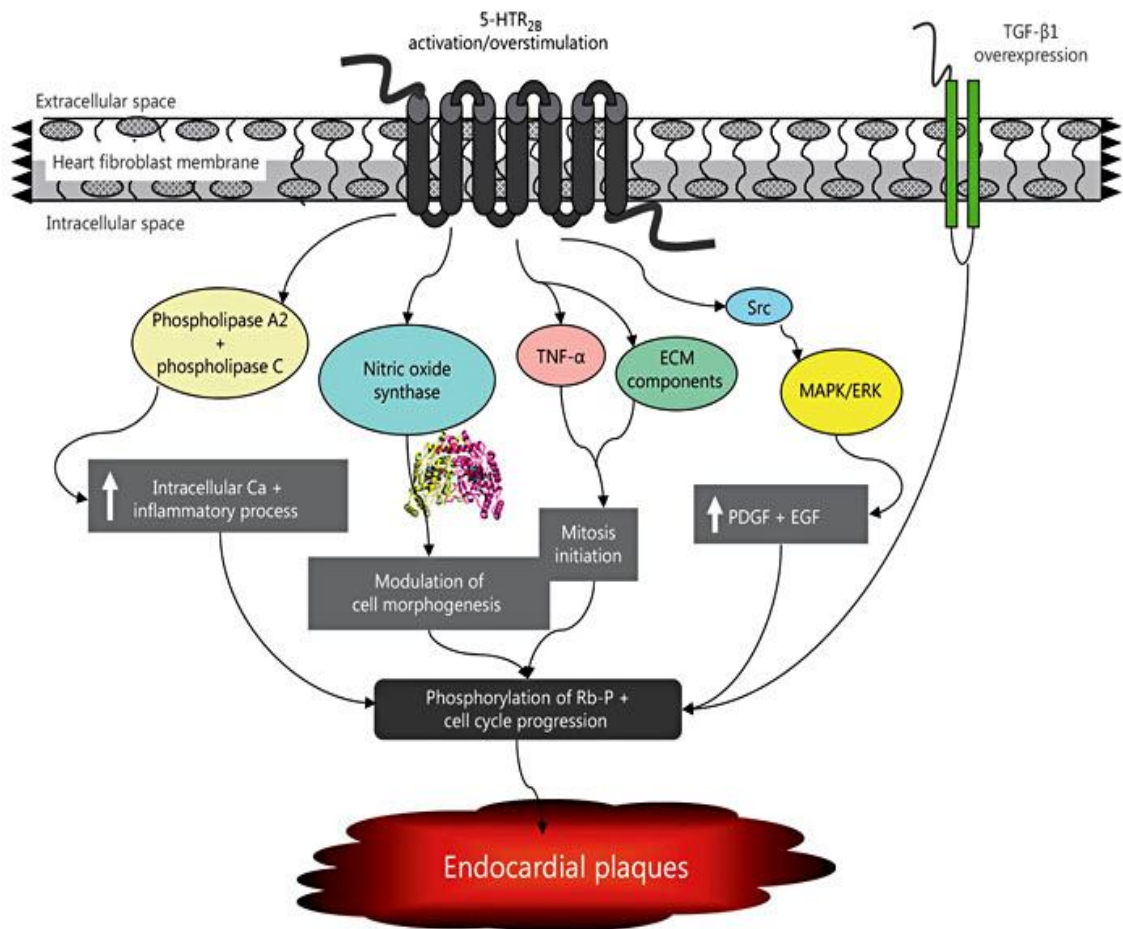 5-HTR2B
activation/overstimulation
TGF-β1
overexpression
Extracellular space
Heart fibroblast membrane
Intracellular space
Phospholipase A2
+
phospholipase C
Nitric oxide
synthase
TNF-α
ECM
components
Src
MAPK/ERK
Intracellular Ca +
inflammatory process
PDGF + EGF
Mitosis
initiation
Modulation of
cell morphogenesis
Phosphorylation of Rb-P +
cell cycle progression
Endocardial plaques